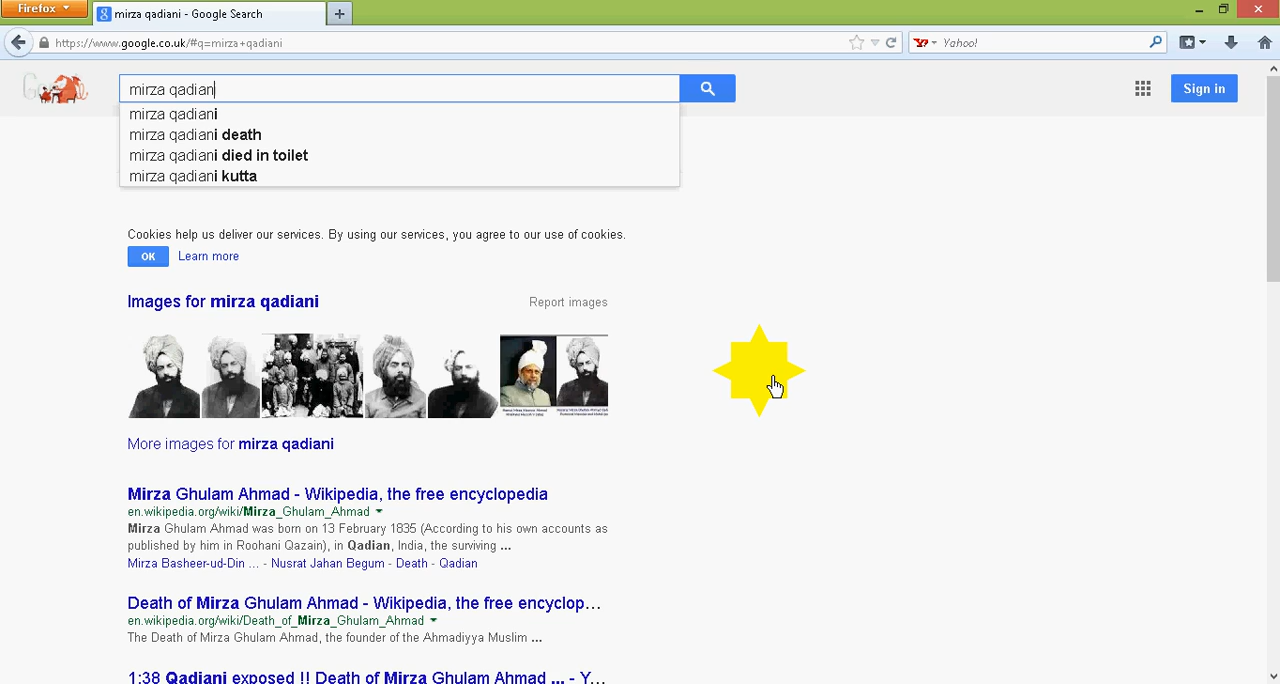 Firefox
mirza qadiani - Google Search
https://www.google.co.uk/#q=mirza+qadiani
Yahoo!
mirza qadian
Sign in
mirza qadiani
mirza qadiani death
mirza qadiani died in toilet
mirza qadiani kutta
Cookies help us deliver our services. By using our services, you agree to our use of cookies.
OK
Learn more
Images for mirza qadiani
Report images
More images for mirza qadiani
Mirza Ghulam Ahmad - Wikipedia, the free encyclopedia
en.wikipedia.org/wiki/Mirza_Ghulam_Ahmad
Mirza Ghulam Ahmad was born on 13 February 1835 (According to his own accounts as
published by him in Roohani Qazain), in Qadian, India, the surviving ...
Mirza Basheer-ud-Din ... - Nusrat Jahan Begum - Death - Qadian
Death of Mirza Ghulam Ahmad - Wikipedia, the free encyclop...
en.wikipedia.org/wiki/Death_of_Mirza_Ghulam_Ahmad
The Death of Mirza Ghulam Ahmad, the founder of the Ahmadiyya Muslim ...
1:38 Qadiani exposed !! Death of Mirza Ghulam Ahmad ... - Y...